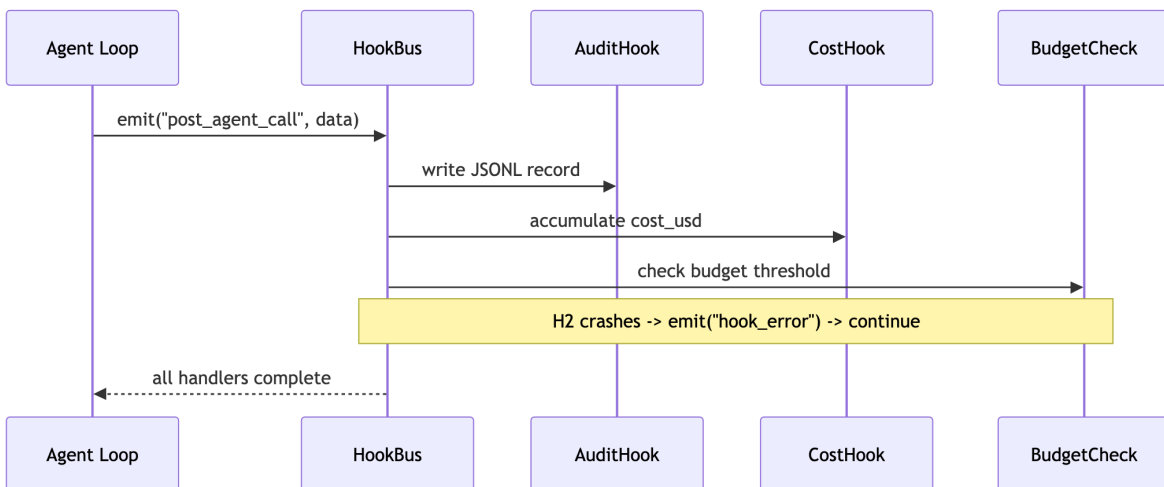 Agent Loop
HookBus
AuditHook
CostHook
BudgetCheck
emit("post_agent_call", data)
write JSONL record
accumulate cost_usd
check budget threshold
H2 crashes -> emit("hook_error") -> continue
all handlers complete
Agent Loop
HookBus
AuditHook
CostHook
BudgetCheck